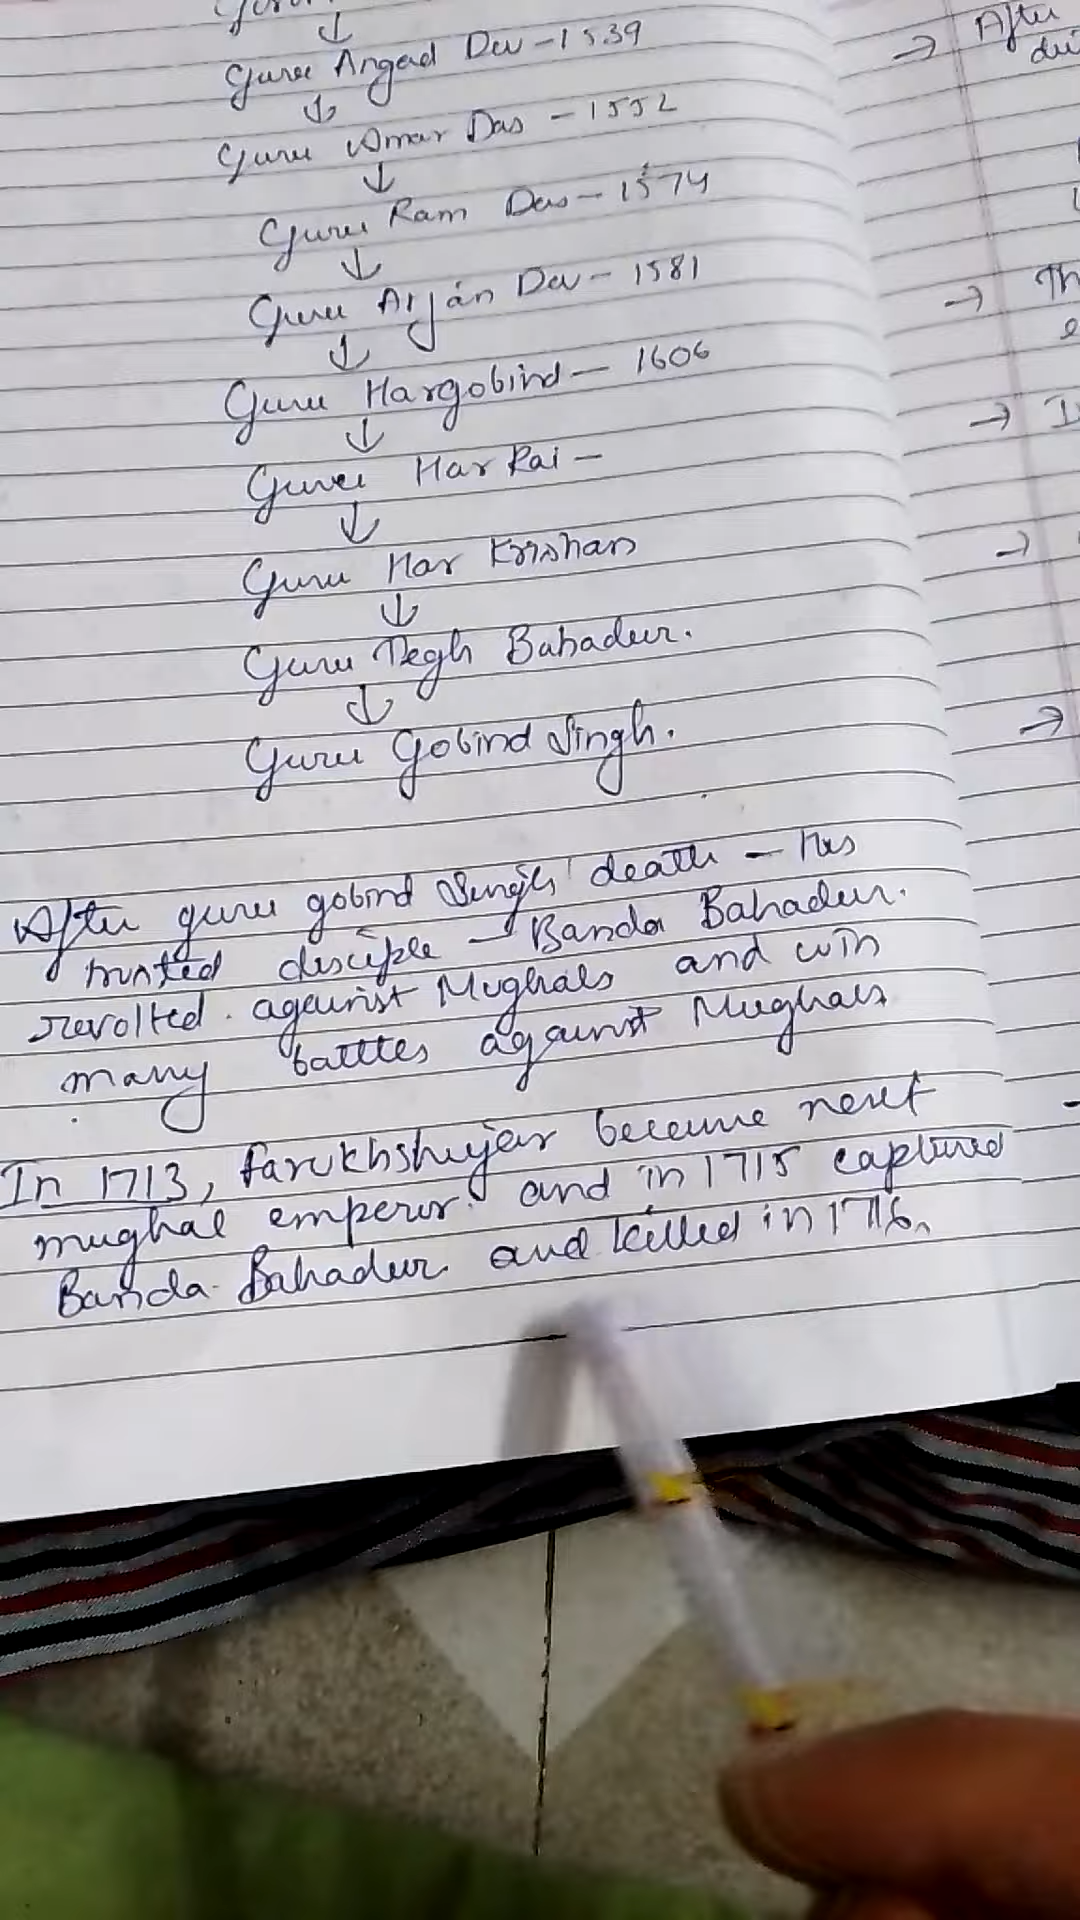 ↓
Guru Angad Dev - 1539
↓
Guru Amar Das - 1552
↓
Guru Ram Das - 1574
↓
Guru Arjan Dev - 1581
↓
Guru Hargobind - 1606
↓
Guru Har Rai -
↓
Guru Har Krishan
↓
Guru Tegh Bahadur.
↓
Guru Gobind Singh.
After guru gobind Singh' death - his
trusted disciple - Banda Bahadur.
revolted against Mughals and win
many batttes against Mughals
In 1713, farukhshiyar became next
mughal emperor. and in 1715 captured
Banda Bahadur. and killed in 1716.
→ After
→ Th
→ I
→
→